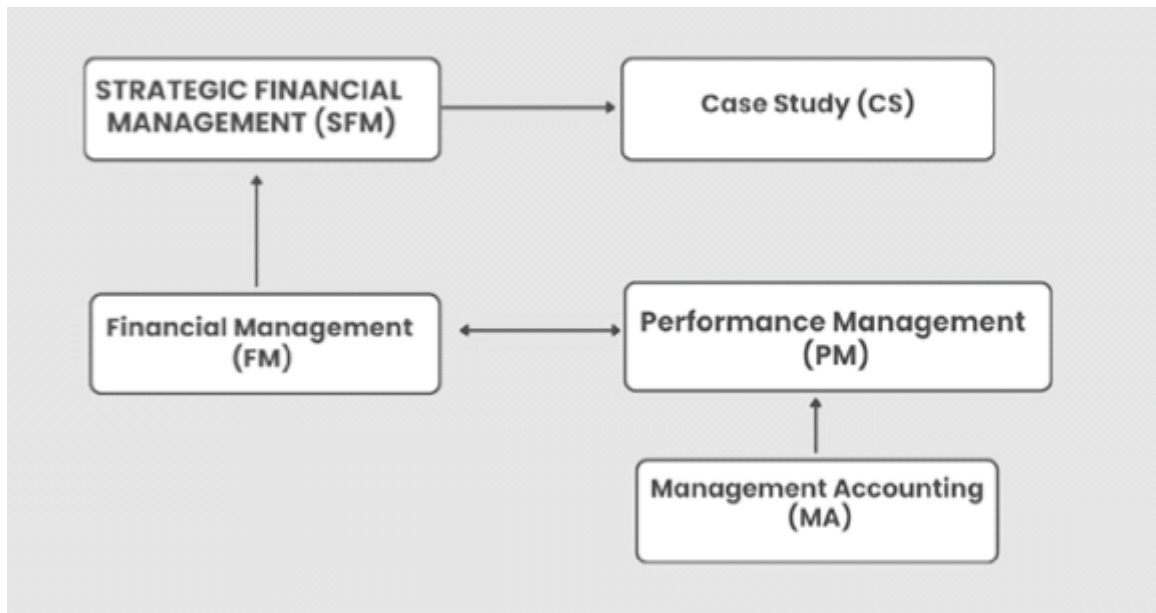 STRATEGIC FINANCIAL
MANAGEMENT (SFM)
Case Study (CS)
Financial Management
(FM)
Performance Management
(PM)
Management Accounting
(MA)